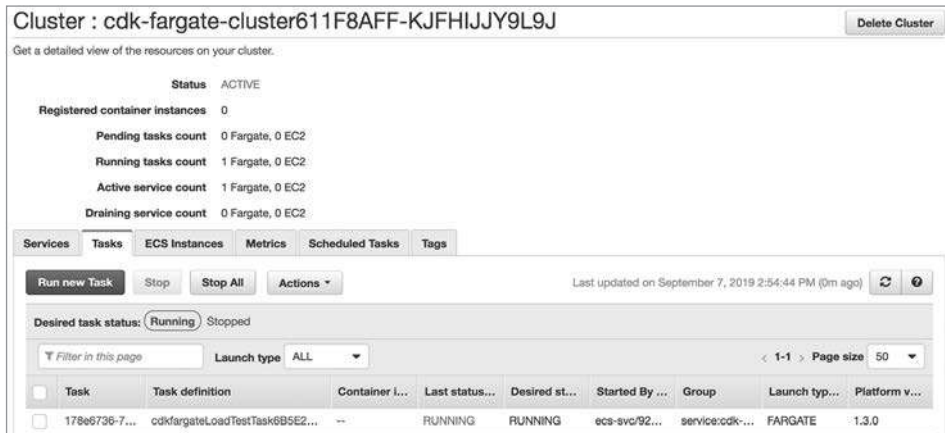 Cluster : cdk-fargate-cluster611F8AFF-KJFHIJJY9L9J
Delete Cluster
Get a detailed view of the resources on your cluster.
Status ACTIVE
Registered container instances 0
Pending tasks count 0 Fargate, 0 EC2
Running tasks count 1 Fargate, 0 EC2
Active service count 1 Fargate, 0 EC2
Draining service count 0 Fargate, 0 EC2
Services Tasks ECS Instances Metrics Scheduled Tasks Tags
Run new Task Stop Stop All Actions Last updated on September 7, 2019 2:54:44 PM (0m ago)
Desired task status: Running Stopped
Filter in this page Launch type ALL < 1-1 > Page size 50
Task Task definition Container i... Last status... Desired st... Started By ... Group Launch typ... Platform v...
178e6736-7... cdkfargateLoadTestTask6B5E2... -- RUNNING RUNNING ecs-svc/92... service:cdk-... FARGATE 1.3.0